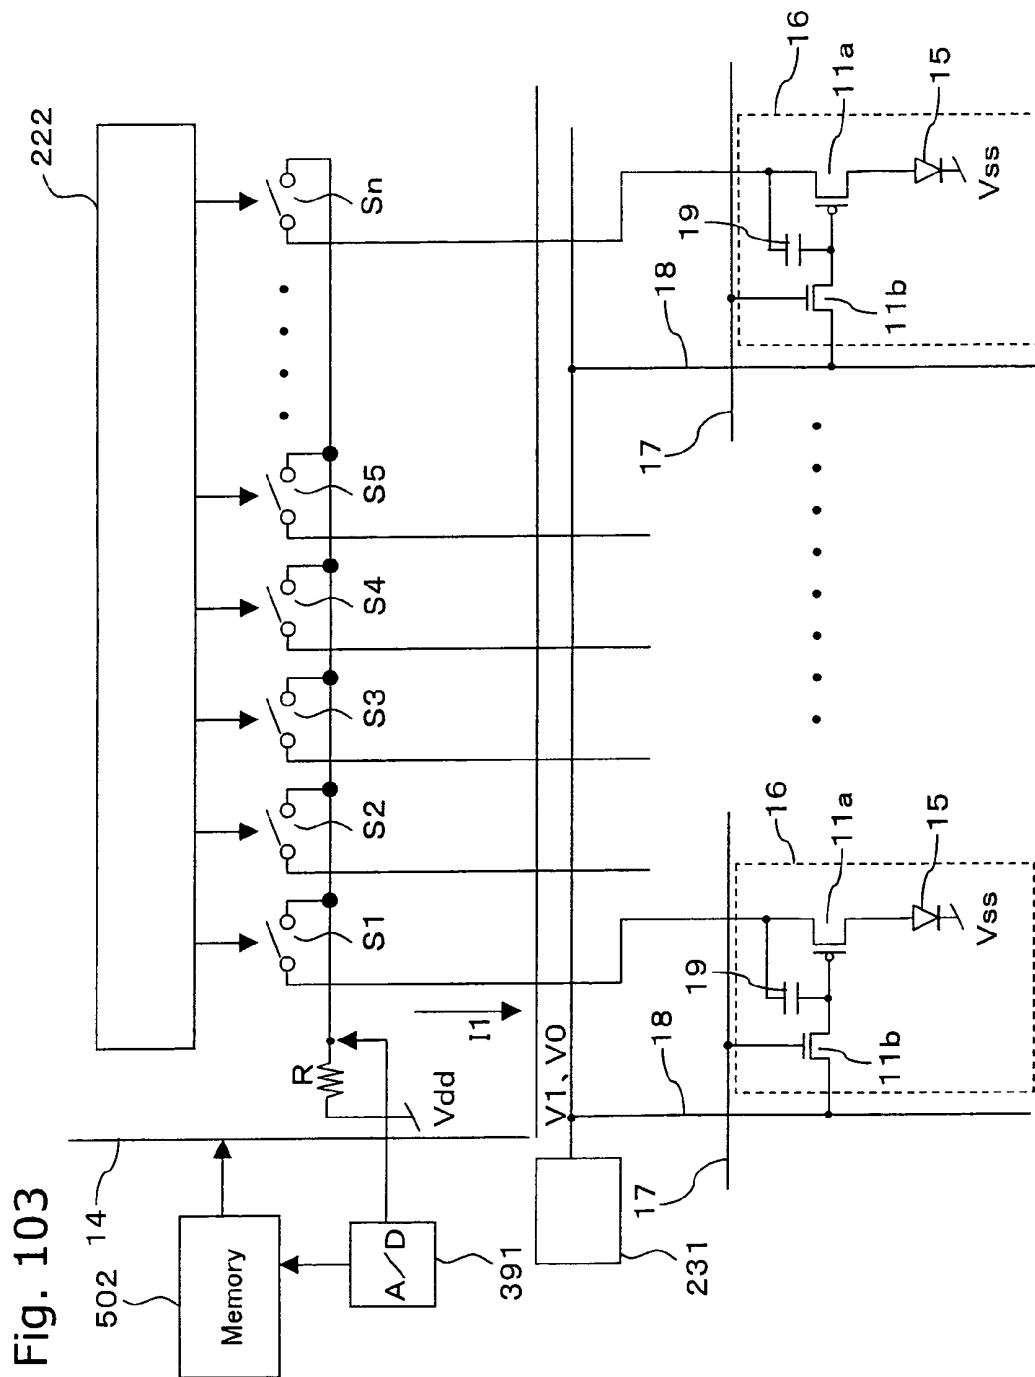 Fig. 103
222
14
502
Memory
A/D
391
R
Vdd
S1
S2
S3
S4
S5
Sn
I1
V1、V0
231
17
18
19
11b
16
11a
15
Vss
17
18
19
11b
16
11a
15
Vss